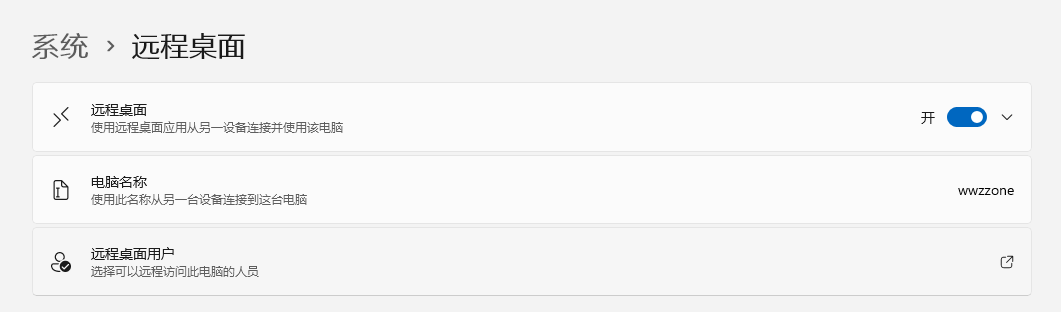 系统 › 远程桌面
远程桌面
使用远程桌面应用从另一设备连接并使用该电脑
开
电脑名称
使用此名称从另一台设备连接到这台电脑
wwzzone
远程桌面用户
选择可以远程访问此电脑的人员